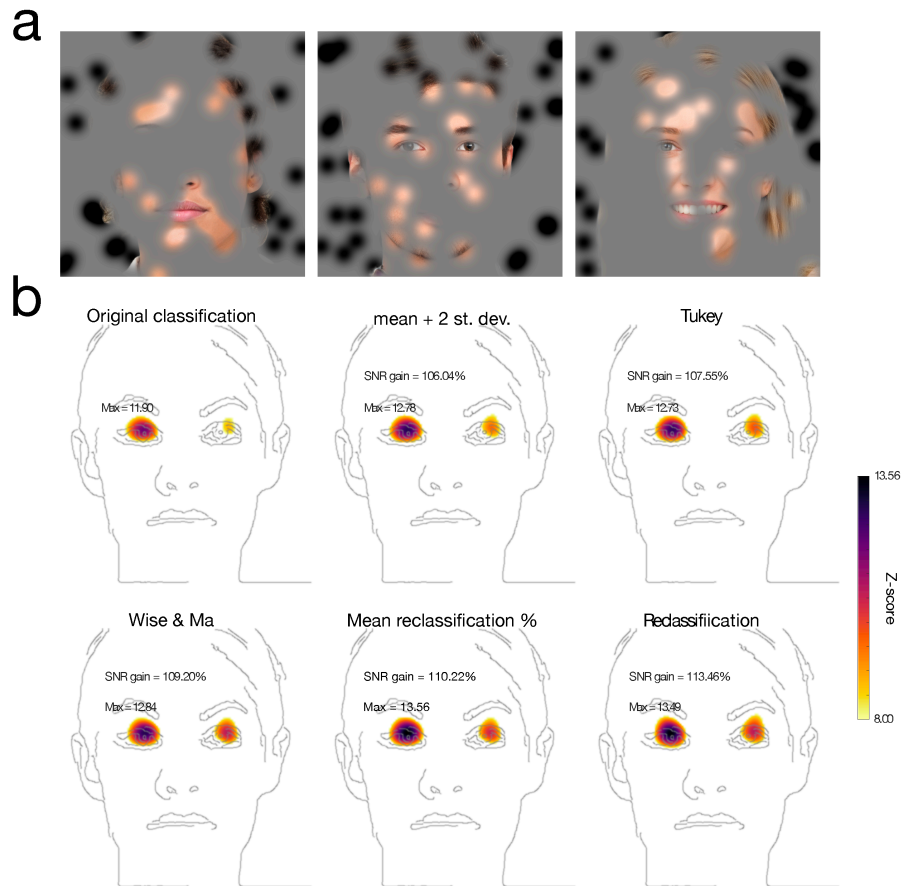 a
b
Original classification
mean + 2 st. dev.
Tukey
SNR gain = 106.04%
SNR gain = 107.55%
Max = 11.90
Max = 12.78
Max = 12.73
13.56
Z-score
8.00
Wise & Ma
Mean reclassification %
Reclassifiication
SNR gain = 109.20%
SNR gain = 110.22%
SNR gain = 113.46%
Max = 12.84
Max = 13.56
Max = 13.49